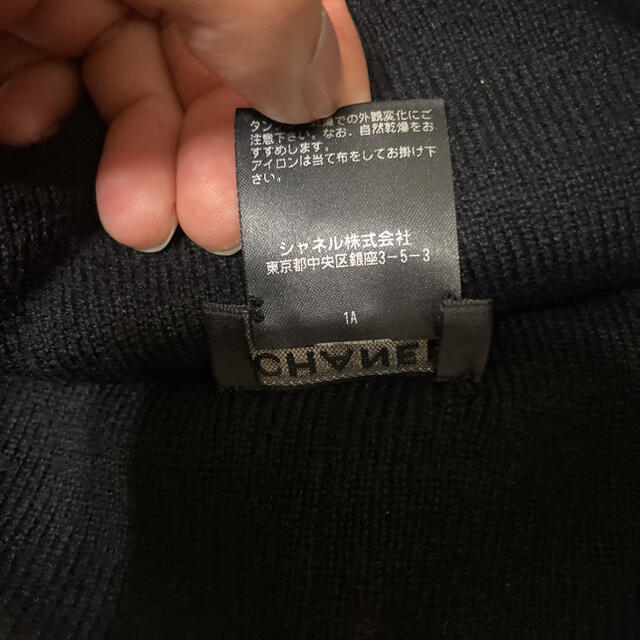 タン
での外観変化にご
注意下さい。なお、自然乾燥をお
すすめします。
アイロンは当て布をしてお掛け下
さい。
シャネル株式会社
東京都中央区銀座3-5-3
1A
CHANEL